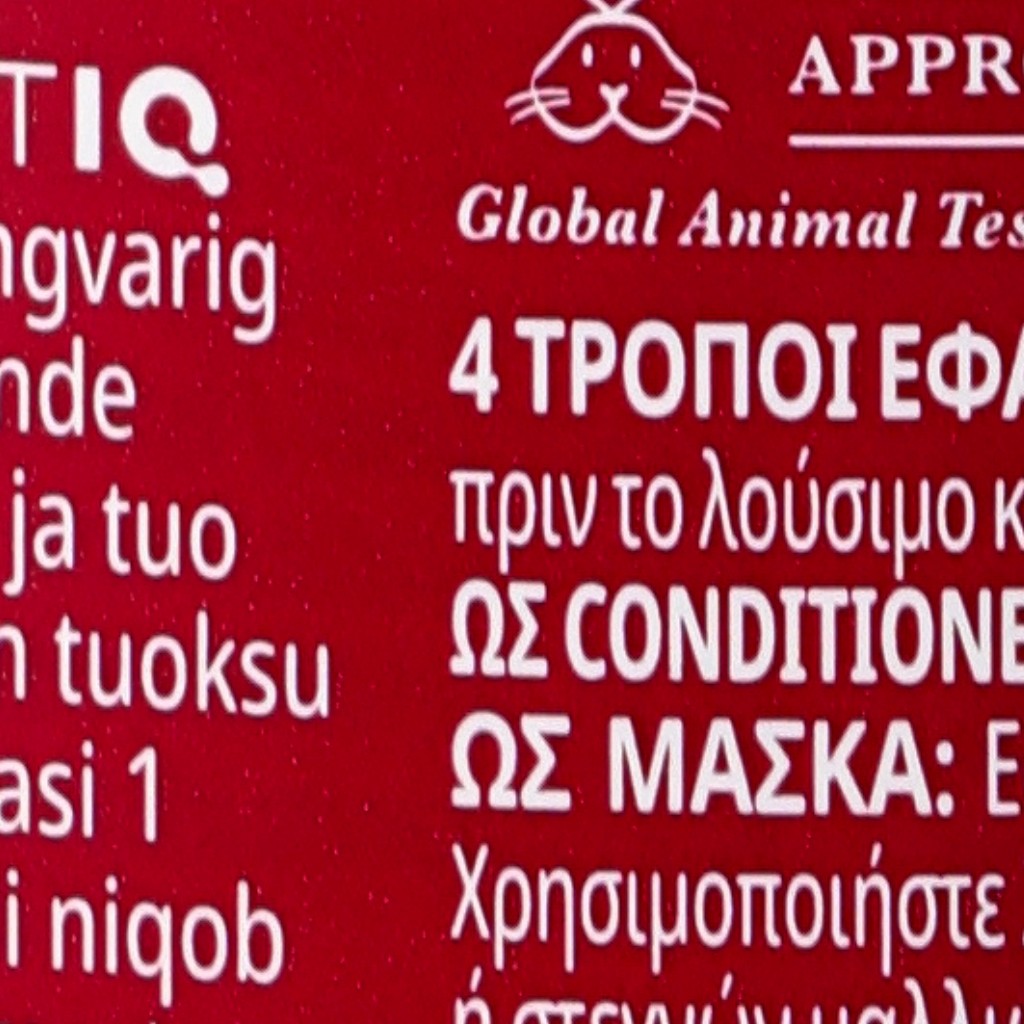 TIQ
ngvarig
nde
ja tuo
n tuoksu
asi 1
i niqob
APPR
Global Animal Tes
4 ΤΡΟΠΟΙ ΕΦΑ
πριν το λούσιμο κ
ΩΣ CONDITIONE
ΩΣ ΜΑΣΚΑ: Ε
Χρησιμοποιήστε